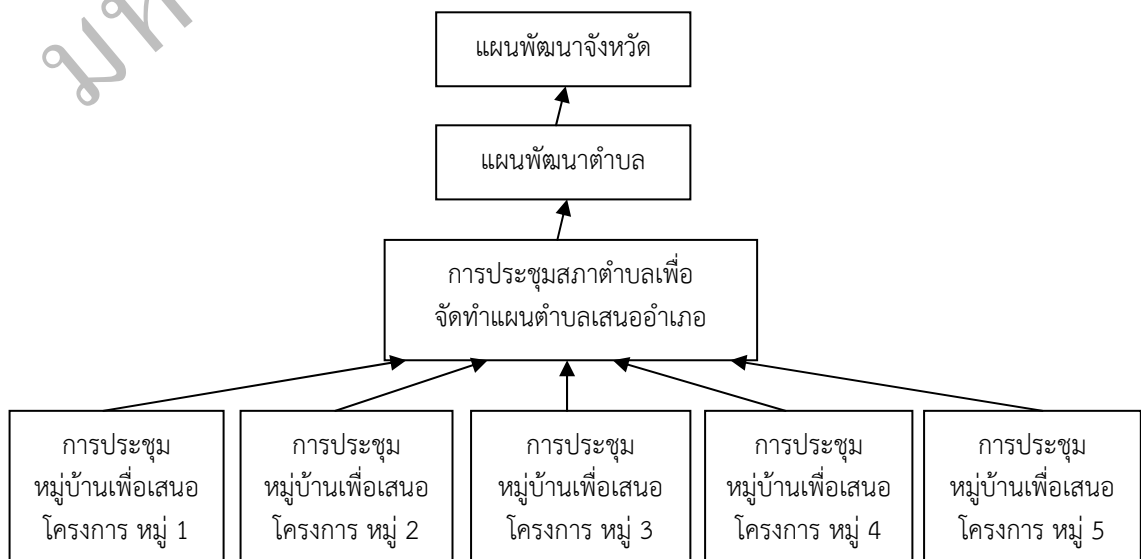 มห
แผนพัฒนาจังหวัด
แผนพัฒนาตำบล
การประชุมสภาตำบลเพื่อ
จัดทำแผนตำบลเสนออำเภอ
การประชุม
หมู่บ้านเพื่อเสนอ
โครงการ หมู่ 1
การประชุม
หมู่บ้านเพื่อเสนอ
โครงการ หมู่ 2
การประชุม
หมู่บ้านเพื่อเสนอ
โครงการ หมู่ 3
การประชุม
หมู่บ้านเพื่อเสนอ
โครงการ หมู่ 4
การประชุม
หมู่บ้านเพื่อเสนอ
โครงการ หมู่ 5